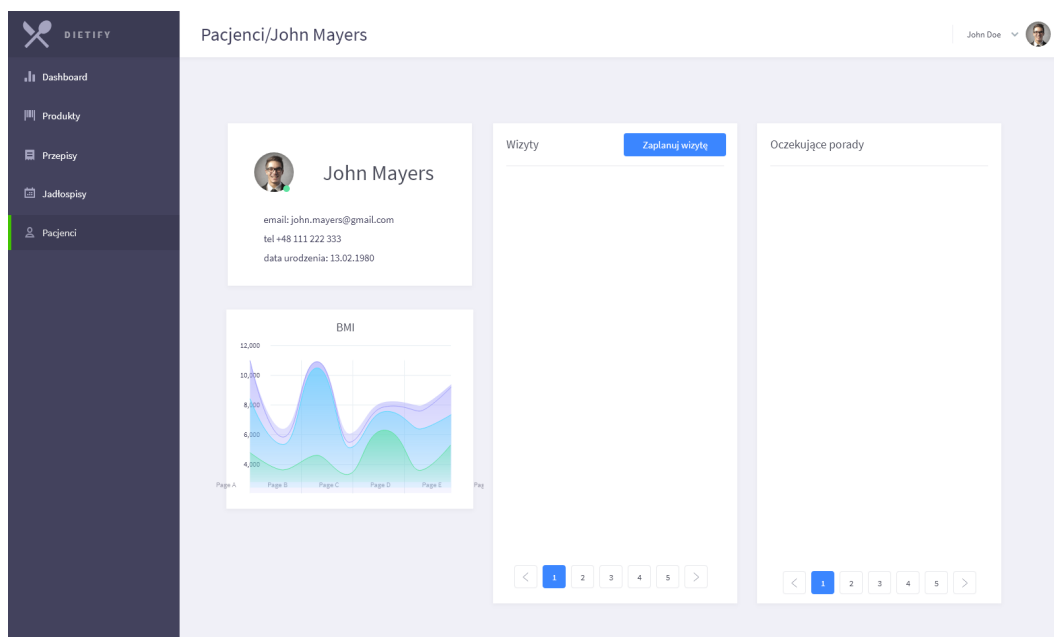 DIETIFY
Pacjenci/John Mayers
John Doe
Dashboard
Produkty
Przepisy
Jadłospisy
Pacjenci
John Mayers
email: john.mayers@gmail.com
tel +48 111 222 333
data urodzenia: 13.02.1980
BMI
12,000
10,000
8,000
6,000
4,000
Page A Page B Page C Page D Page E Pag
Wizyty
Zaplanuj wizytę
1 2 3 4 5
Oczekujące porady
1 2 3 4 5